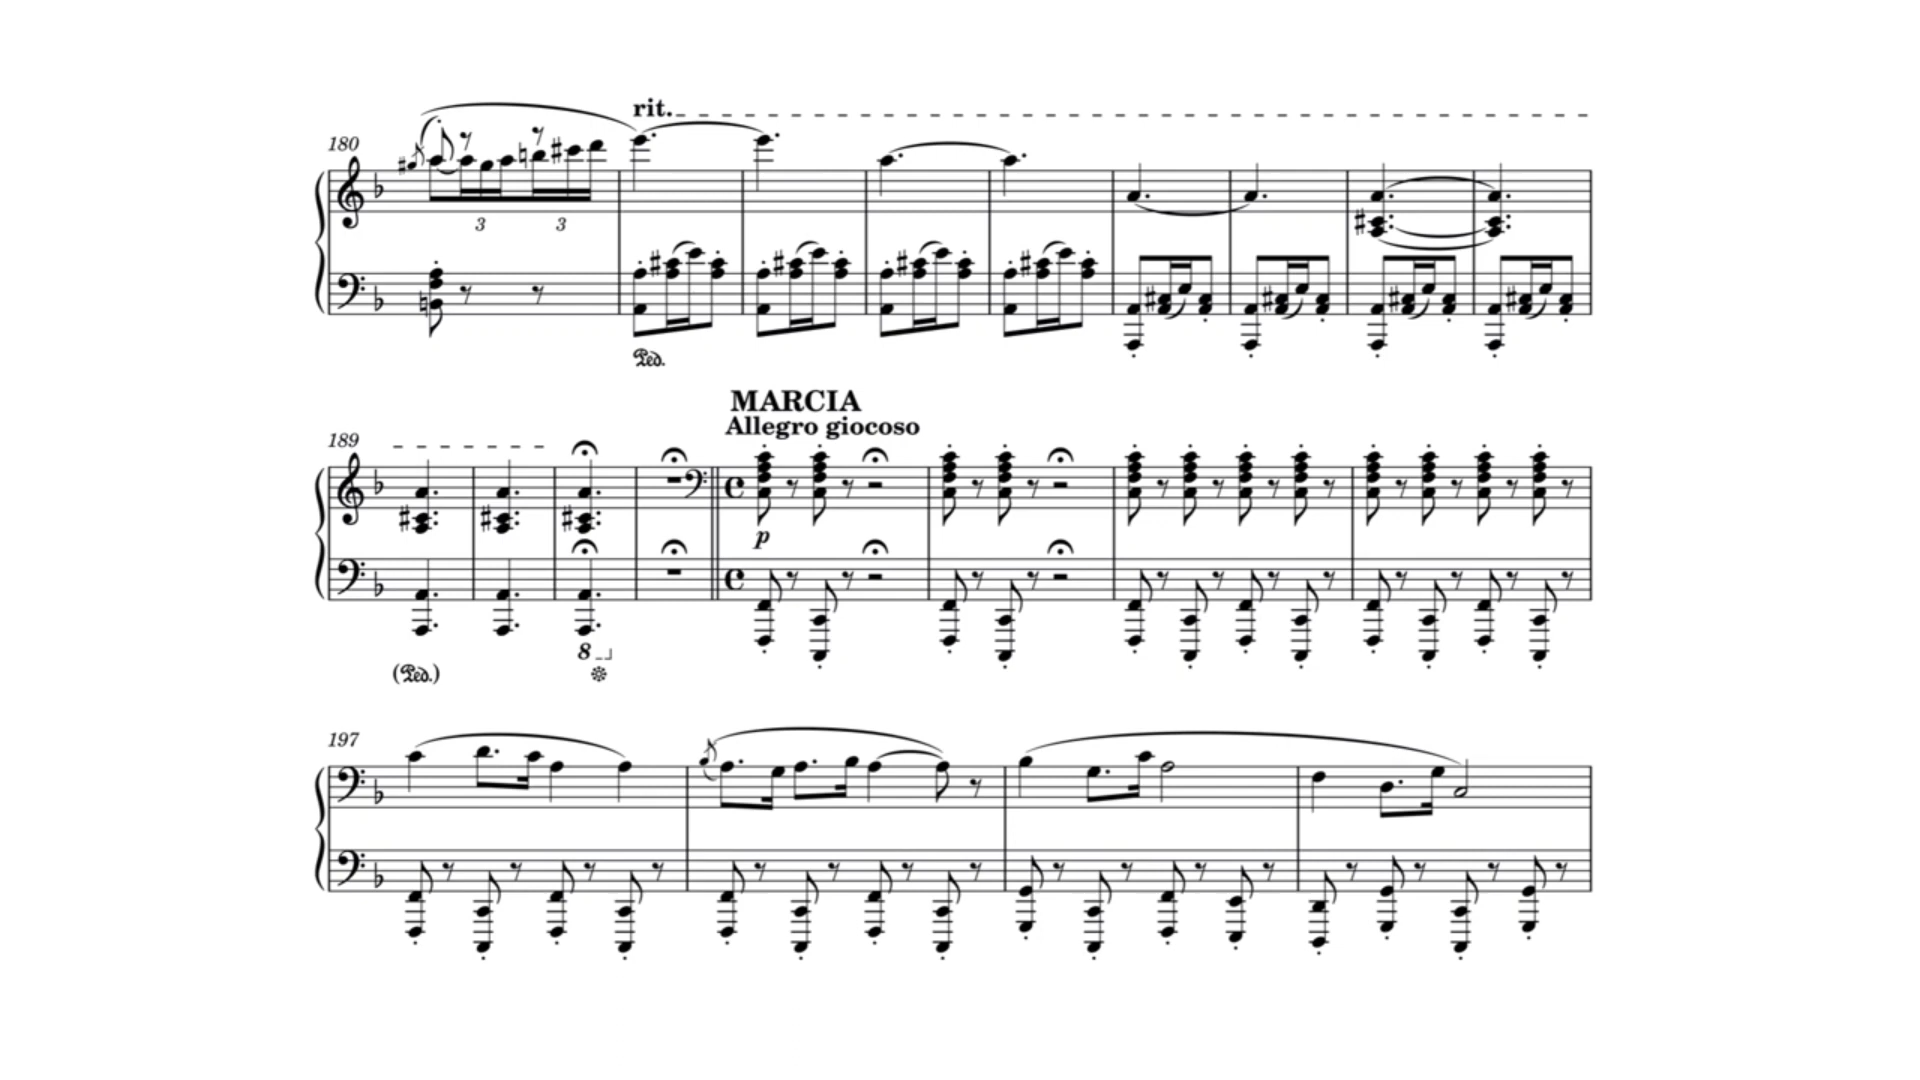 rit.
180
3 3
Ped.
MARCIA
Allegro giocoso
189
p
8
(Ped.)
197